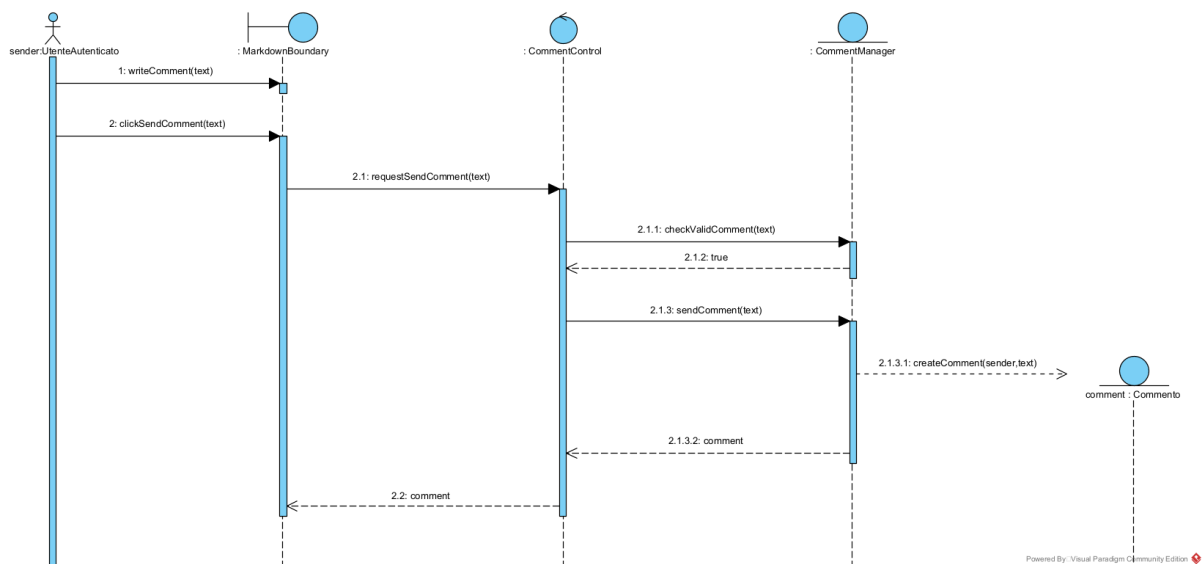 sender:UtenteAutenticato
: MarkdownBoundary
: CommentControl
: CommentManager
1: writeComment(text)
2: clickSendComment(text)
2.1: requestSendComment(text)
2.1.1: checkValidComment(text)
2.1.2: true
2.1.3: sendComment(text)
2.1.3.1: createComment(sender,text)
comment : Commento
2.1.3.2: comment
2.2: comment
Powered By: Visual Paradigm Community Edition